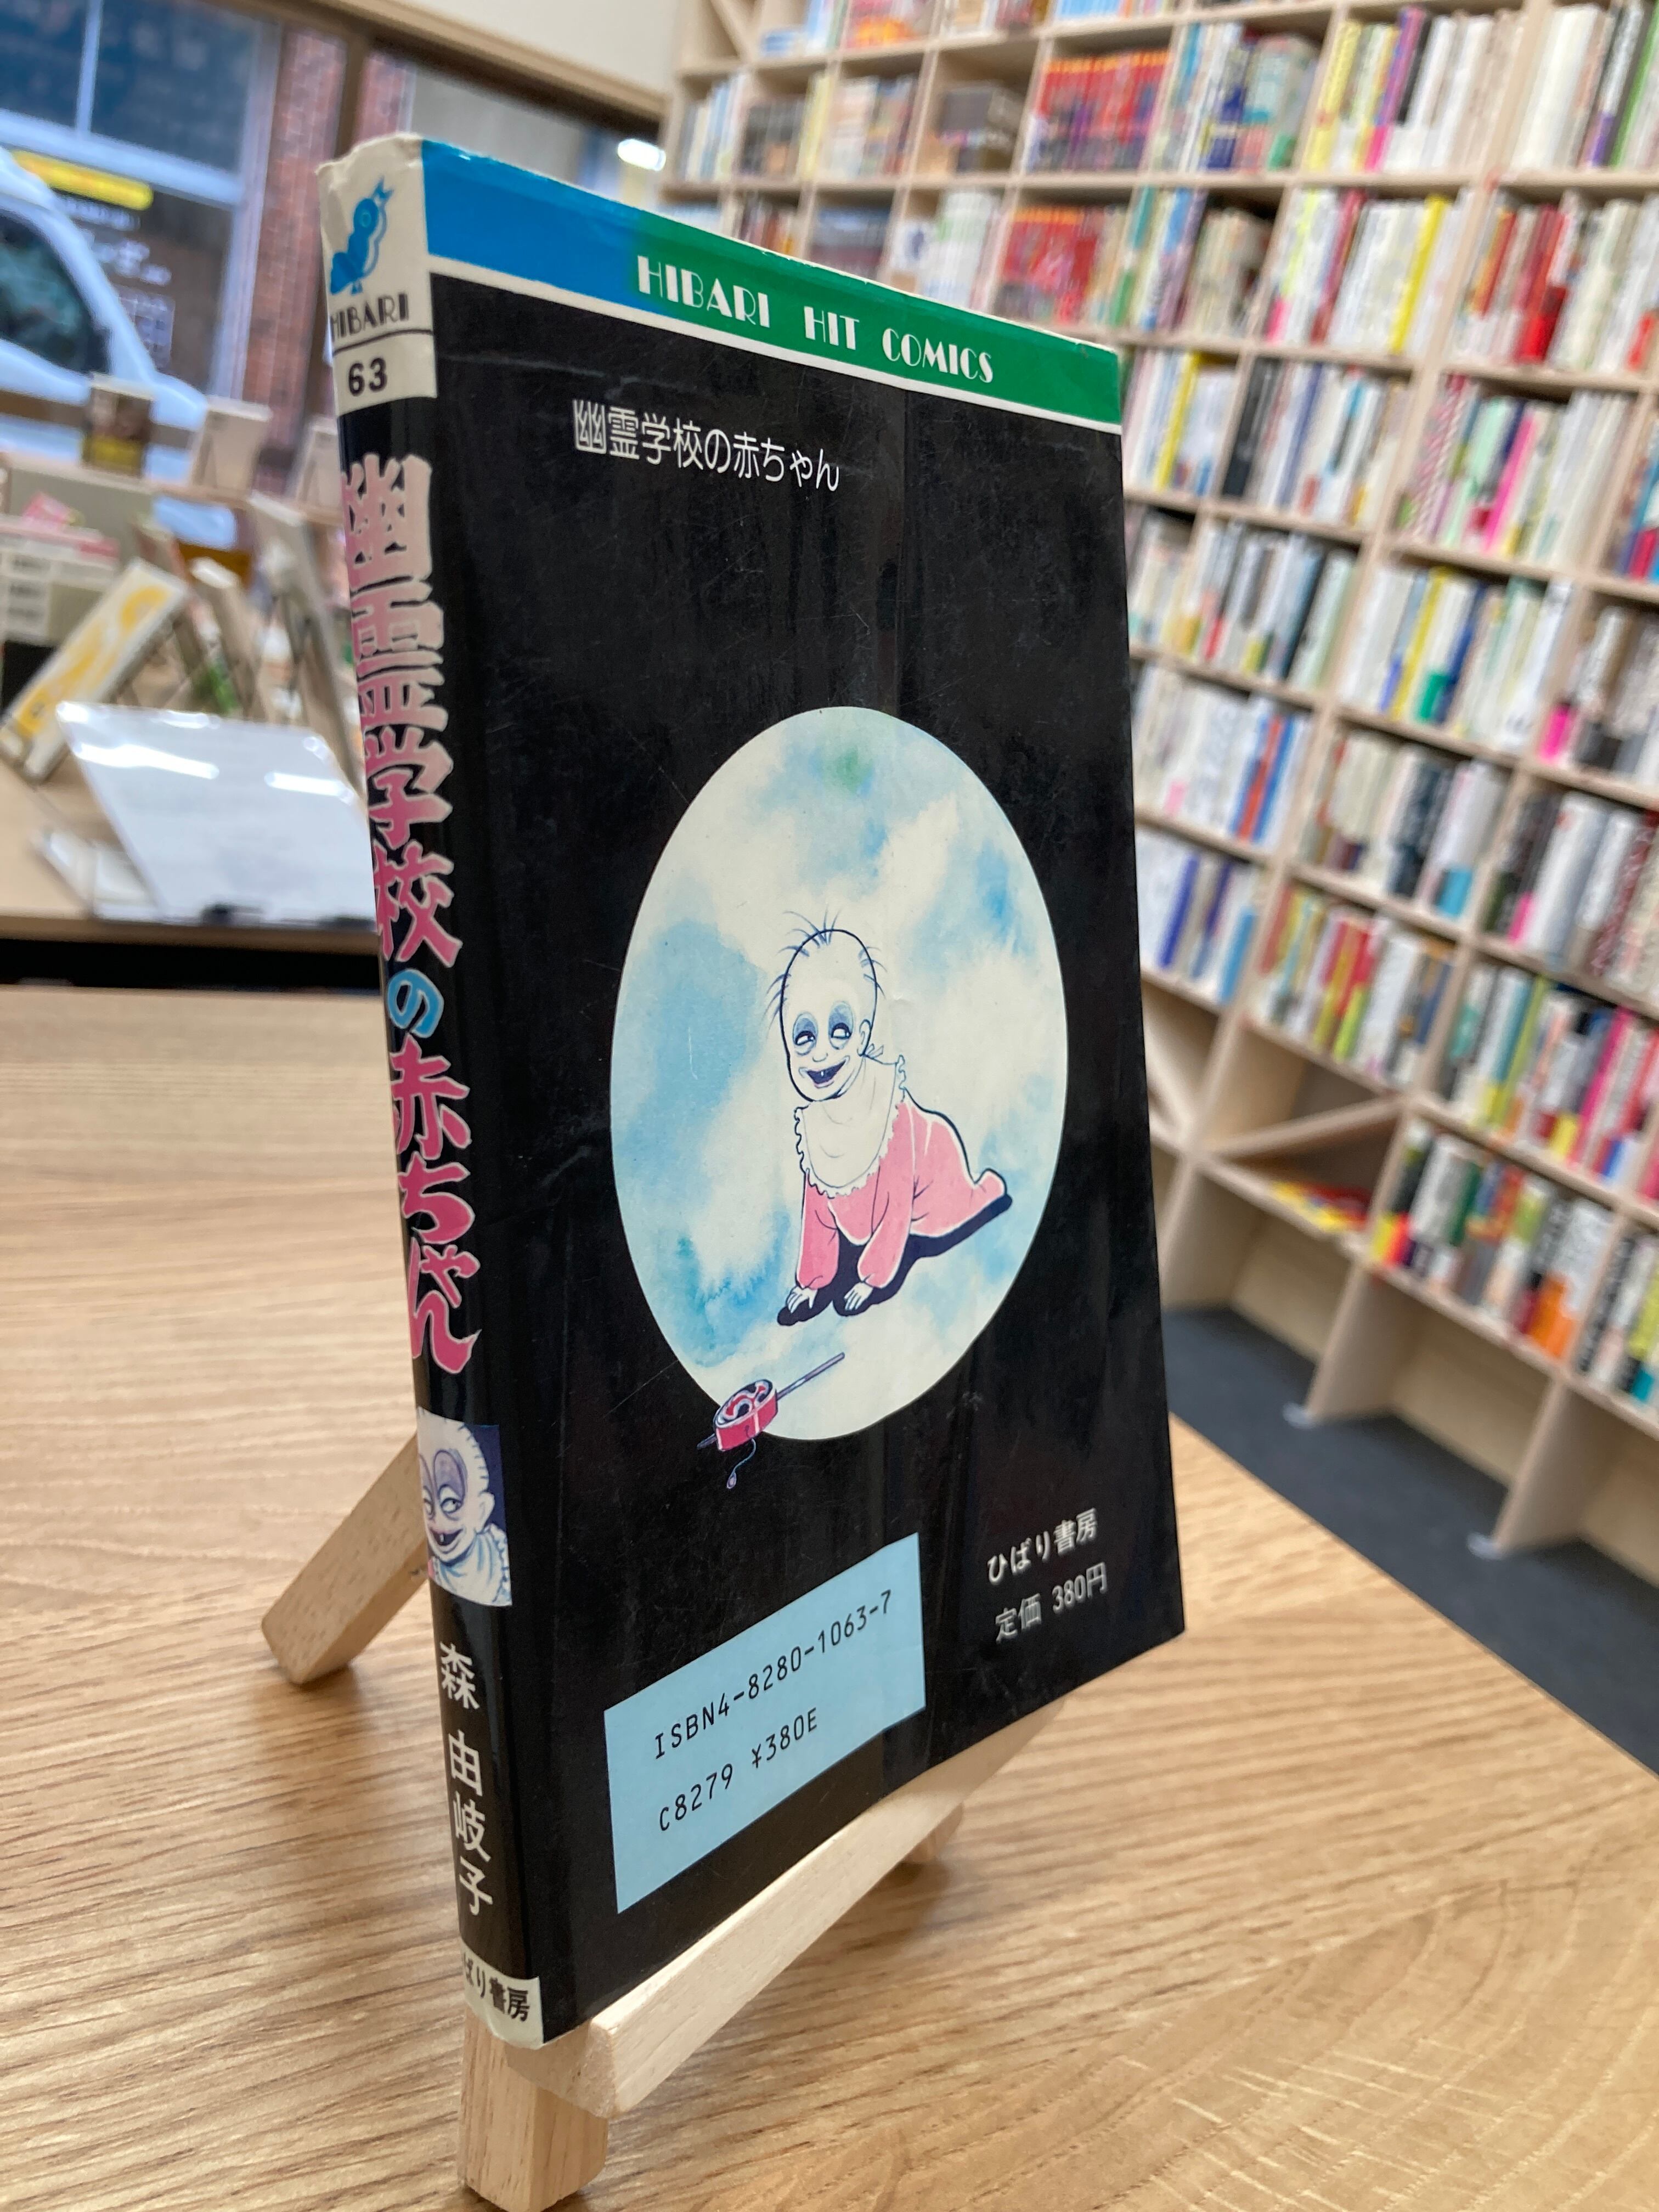 HIBARI
63
幽霊学校の赤ちゃん
森 由岐子
ばり書房
HIBARI HIT COMICS
幽霊学校の赤ちゃん
ひばり書房
定価 380円
ISBN4-8280-1063-7
C8279 ¥380E